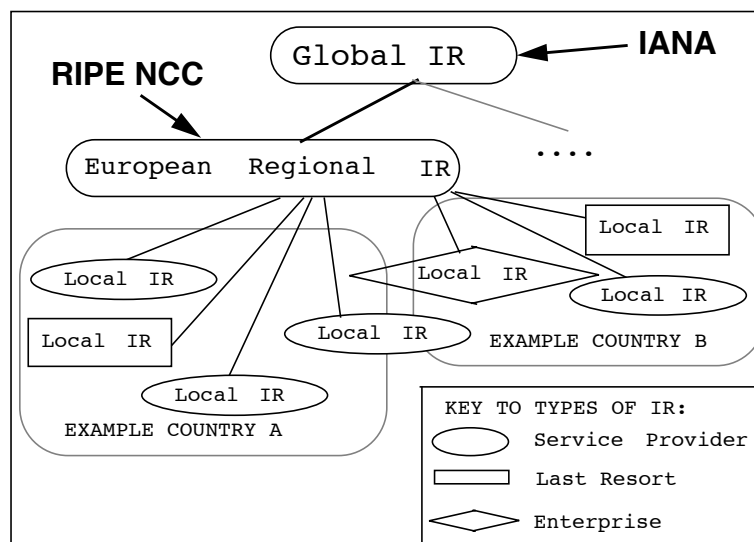 Global IR
IANA
RIPE NCC
European Regional IR
....
Local IR
Local IR
Local IR
Local IR
Local IR
Local IR
Local IR
EXAMPLE COUNTRY B
Local IR
EXAMPLE COUNTRY A
KEY TO TYPES OF IR:
Service Provider
Last Resort
Enterprise